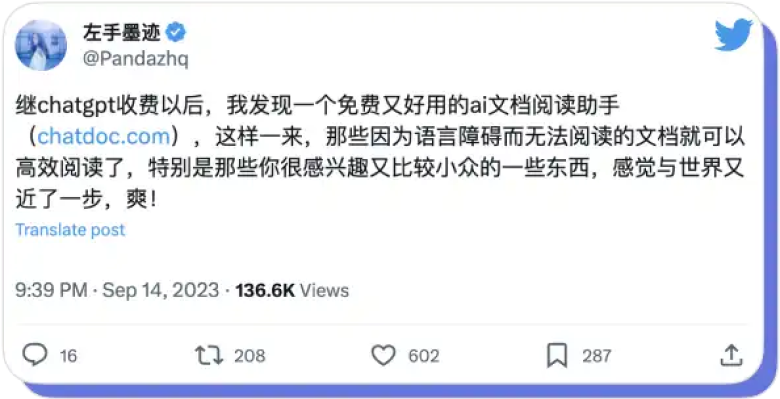 左手墨迹
@Pandazhq
继chatgpt收费以后，我发现一个免费又好用的ai文档阅读助手
（chatdoc.com），这样一来，那些因为语言障碍而无法阅读的文档就可以
高效阅读了，特别是那些你很感兴趣又比较小众的一些东西，感觉与世界又
近了一步，爽！
Translate post
9:39 PM · Sep 14, 2023 · 136.6K Views
16 208 602 287